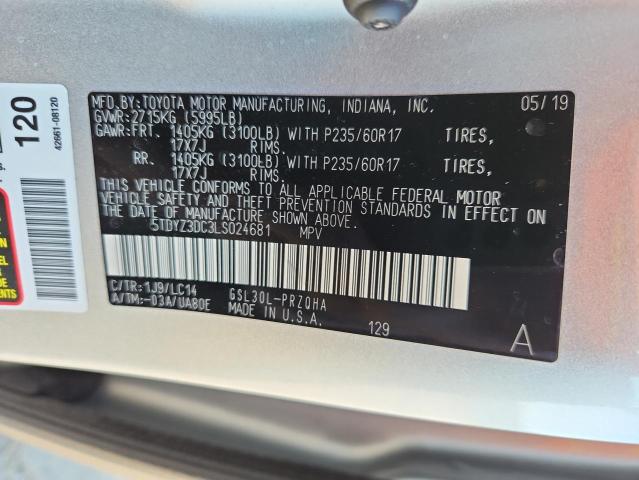 MFD.BY:TOYOTA MOTOR MANUFACTURING, INDIANA, INC. 05/19
GVWR:2715KG (5995LB)
GAWR:FRT. 1405KG (3100LB) WITH P235/60R17 TIRES,
17X7J RIMS.
RR. 1405KG (3100LB) WITH P235/60R17 TIRES,
17X7J RIMS.
THIS VEHICLE CONFORMS TO ALL APPLICABLE FEDERAL MOTOR
VEHICLE SAFETY AND THEFT PREVENTION STANDARDS IN EFFECT ON
THE DATE OF MANUFACTURE SHOWN ABOVE.
5TDYZ3DC3LS024681 MPV
C/TR:1J9/LC14 GSL30L-PRZQHA
A/TM:-03A/UA80E MADE IN U.S.A. 129
A
120
42661-08120